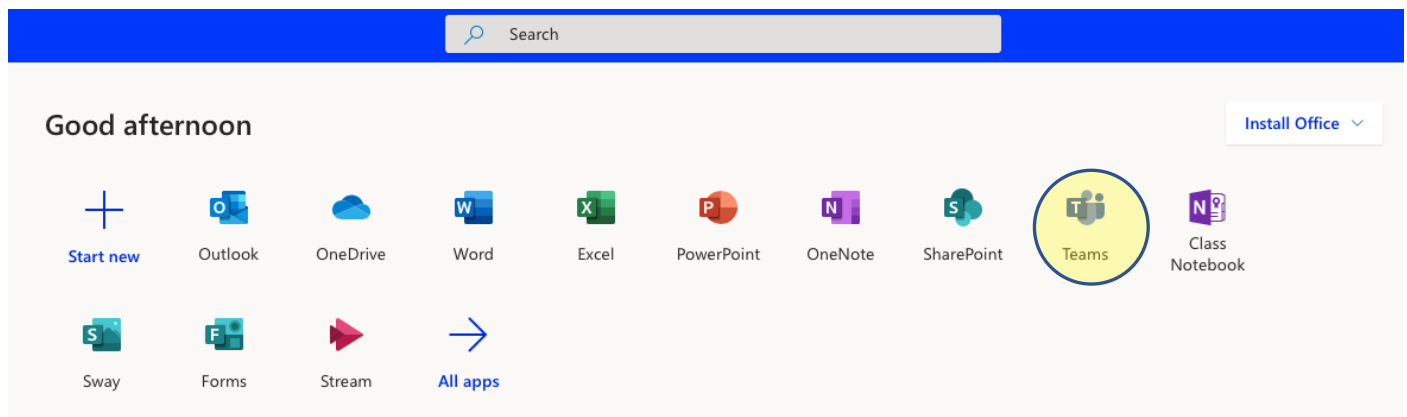 Search
Good afternoon
Install Office
Start new
Outlook
OneDrive
Word
Excel
PowerPoint
OneNote
SharePoint
Teams
Class
Notebook
Sway
Forms
Stream
All apps